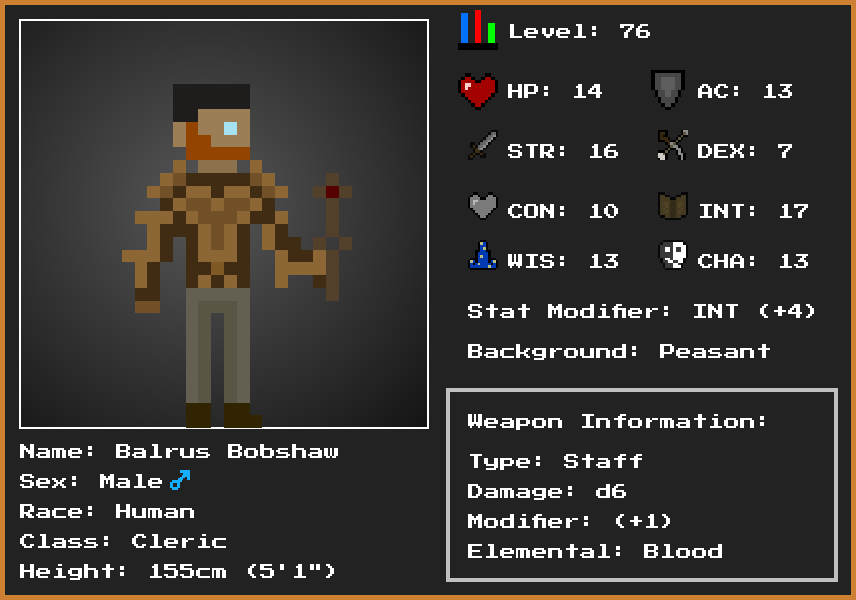 Level: 76
HP: 14 AC: 13
STR: 16 DEX: 7
CON: 10 INT: 17
WIS: 13 CHA: 13
Stat Modifier: INT (+4)
Background: Peasant
Weapon Information:
Type: Staff
Damage: d6
Modifier: (+1)
Elemental: Blood
Name: Balrus Bobshaw
Sex: Male♂
Race: Human
Class: Cleric
Height: 155cm (5'1")